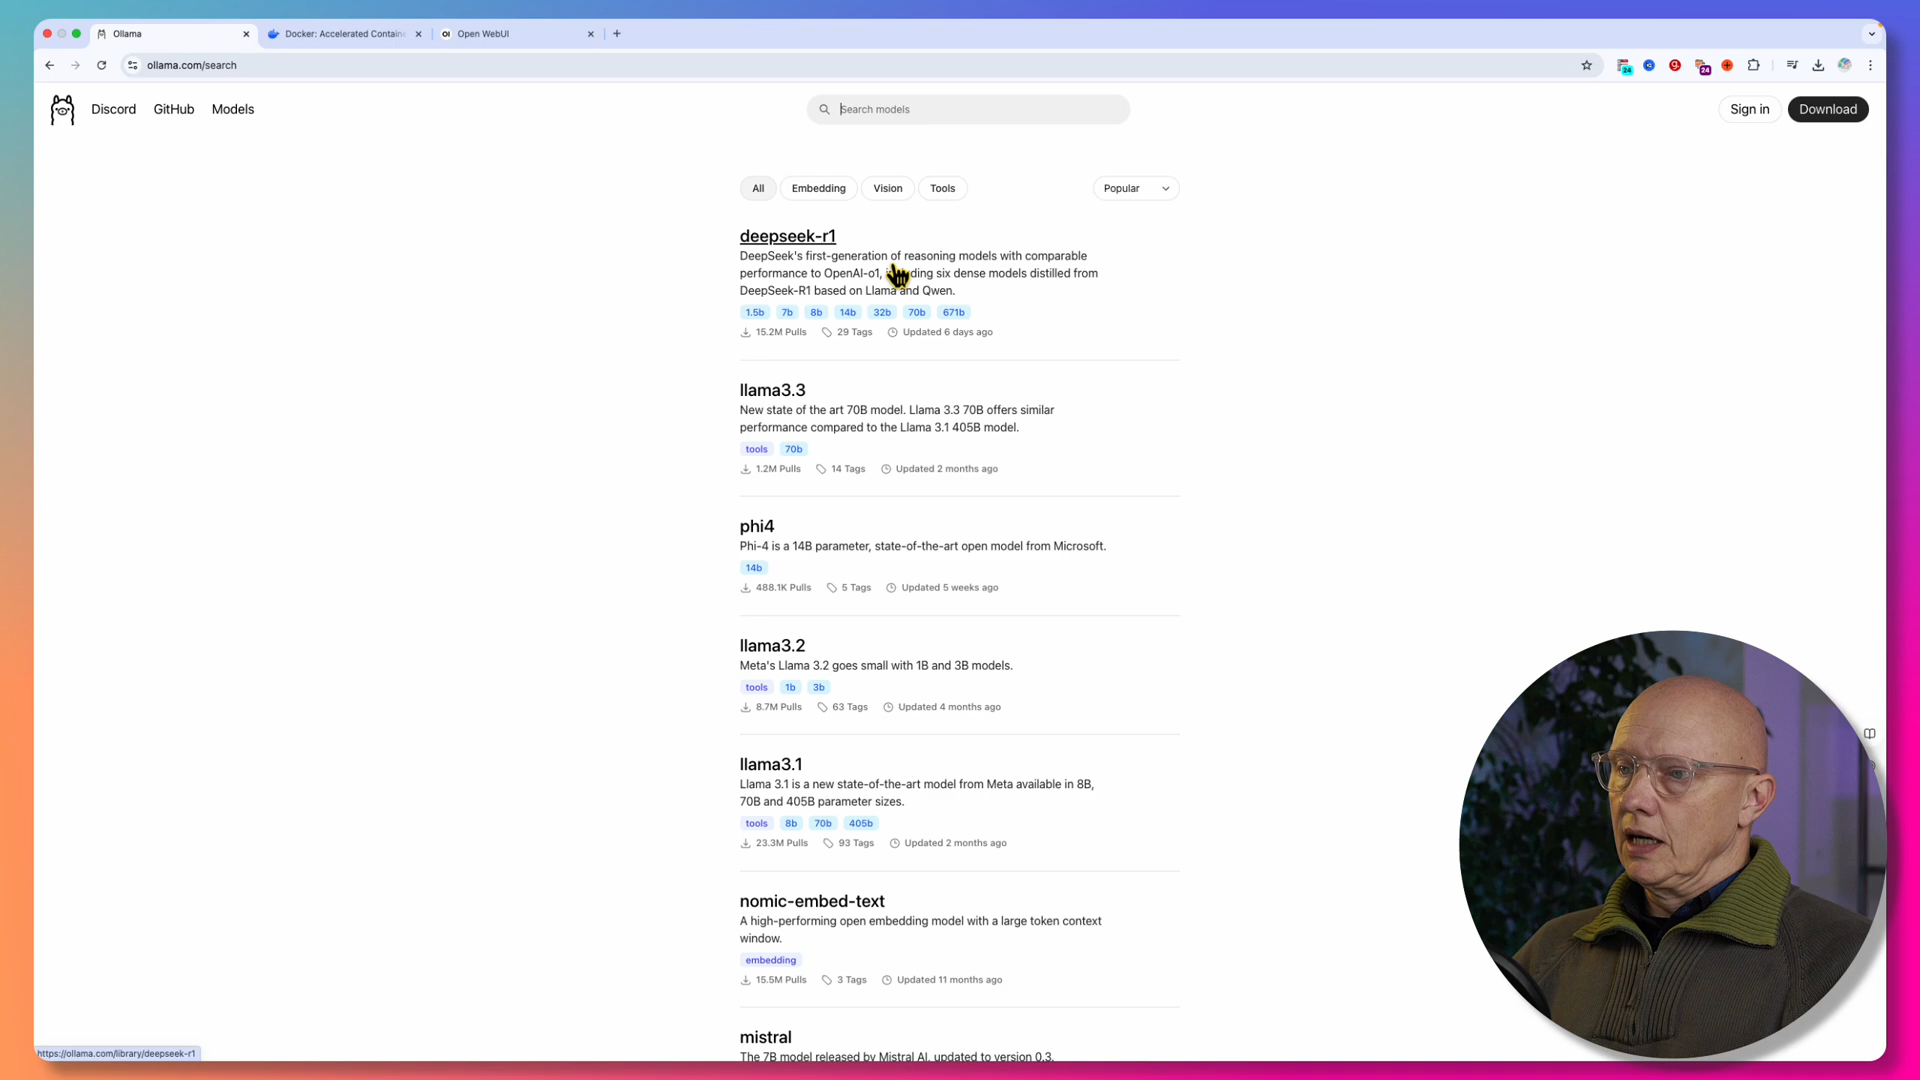 Ollama
Docker: Accelerated Containe
OI Open WebUI
ollama.com/search
24
24
Discord GitHub Models
Search models
Sign in Download
All Embedding Vision Tools Popular
deepseek-r1
DeepSeek's first-generation of reasoning models with comparable
performance to OpenAI-o1, ding six dense models distilled from
DeepSeek-R1 based on Llama and Qwen.
1.5b 7b 8b 14b 32b 70b 671b
15.2M Pulls 29 Tags Updated 6 days ago
llama3.3
New state of the art 70B model. Llama 3.3 70B offers similar
performance compared to the Llama 3.1 405B model.
tools 70b
1.2M Pulls 14 Tags Updated 2 months ago
phi4
Phi-4 is a 14B parameter, state-of-the-art open model from Microsoft.
14b
488.1K Pulls 5 Tags Updated 5 weeks ago
llama3.2
Meta's Llama 3.2 goes small with 1B and 3B models.
tools 1b 3b
8.7M Pulls 63 Tags Updated 4 months ago
llama3.1
Llama 3.1 is a new state-of-the-art model from Meta available in 8B,
70B and 405B parameter sizes.
tools 8b 70b 405b
23.3M Pulls 93 Tags Updated 2 months ago
nomic-embed-text
A high-performing open embedding model with a large token context
window.
embedding
15.5M Pulls 3 Tags Updated 11 months ago
mistral
The 7B model released by Mistral AI, updated to version 0.3.
https://ollama.com/library/deepseek-r1